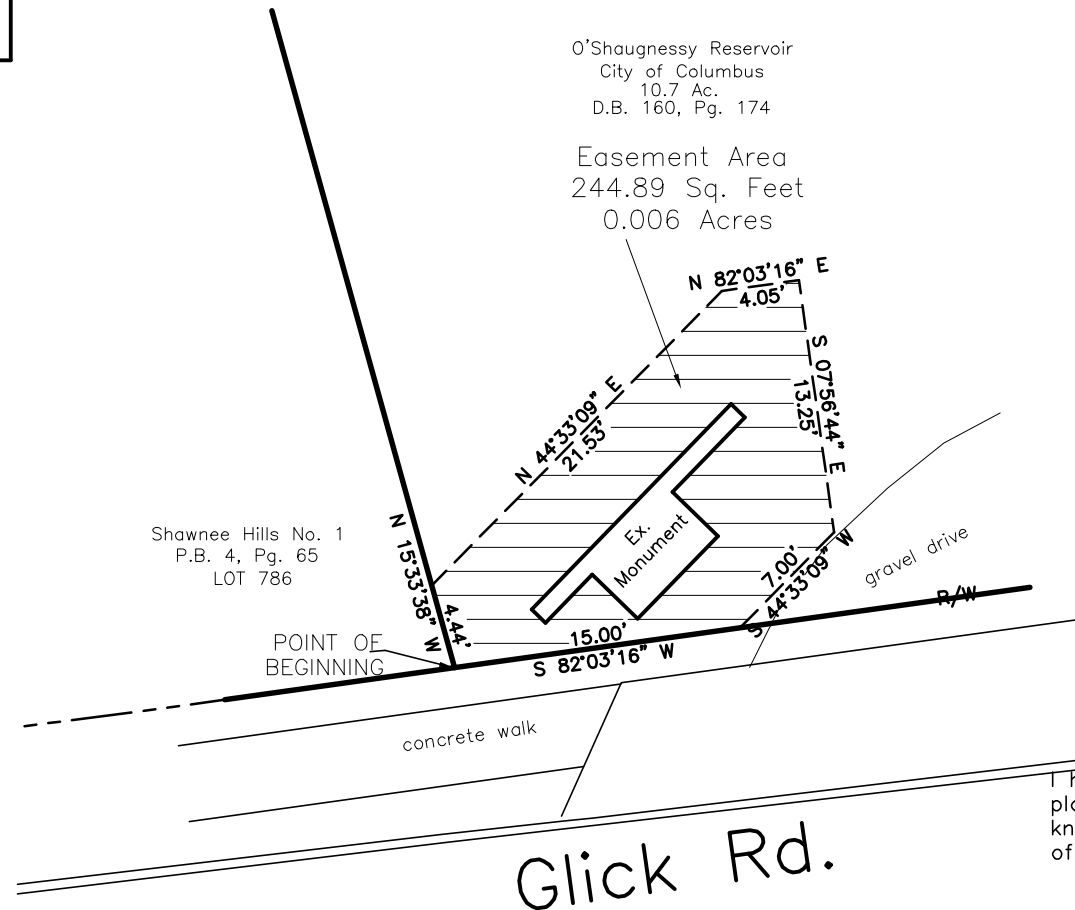 O'Shaugnessy Reservoir
City of Columbus
10.7 Ac.
D.B. 160, Pg. 174
Easement Area
244.89 Sq. Feet
0.006 Acres
N 82°03'16" E
4.05'
S 07°56'44" E
13.25'
N 44°33'09" E
21.53'
Ex.
Monument
Shawnee Hills No. 1
P.B. 4, Pg. 65
LOT 786
N 15°33'38" W
4.44'
7.00'
S 44°33'09" W
gravel drive
R/W
POINT OF
BEGINNING
15.00'
S 82°03'16" W
concrete walk
Glick Rd.
I h
pla
kn
of